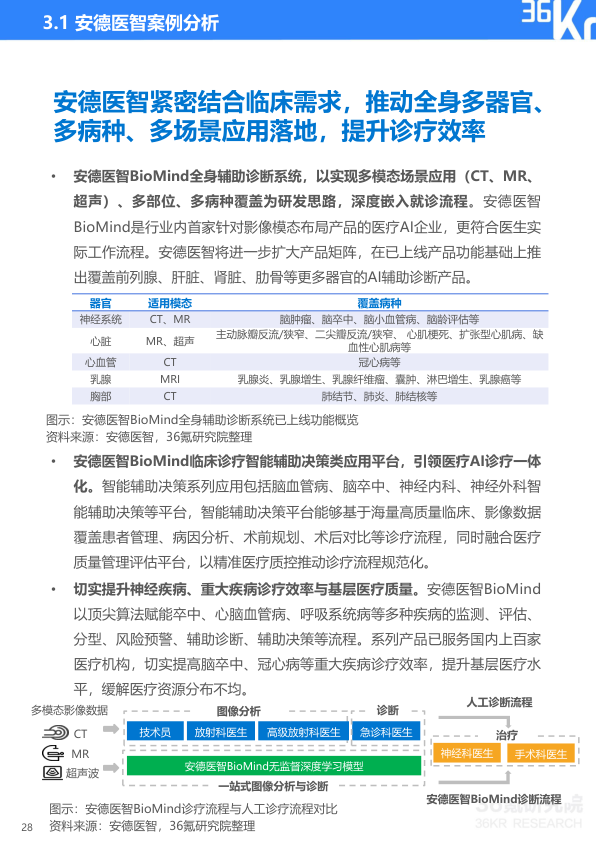 3.1 安德医智案例分析
36Kr
安德医智紧密结合临床需求，推动全身多器官、
多病种、多场景应用落地，提升诊疗效率
• 安德医智BioMind全身辅助诊断系统，以实现多模态场景应用（CT、MR、
超声）、多部位、多病种覆盖为研发思路，深度嵌入就诊流程。安德医智
BioMind是行业内首家针对影像模态布局产品的医疗AI企业，更符合医生实
际工作流程。安德医智将进一步扩大产品矩阵，在已上线产品功能基础上推
出覆盖前列腺、肝脏、肾脏、肋骨等更多器官的AI辅助诊断产品。
器官 适用模态 覆盖病种
神经系统 CT、MR 脑肿瘤、脑卒中、脑小血管病、脑龄评估等
心脏 MR、超声 主动脉瓣反流/狭窄、二尖瓣反流/狭窄、 心肌梗死、扩张型心肌病、缺
血性心肌病等
心血管 CT 冠心病等
乳腺 MRI 乳腺炎、乳腺增生、乳腺纤维瘤、囊肿、淋巴增生、乳腺癌等
胸部 CT 肺结节、肺炎、肺结核等
图示：安德医智BioMind全身辅助诊断系统已上线功能概览
资料来源：安德医智，36氪研究院整理
• 安德医智BioMind临床诊疗智能辅助决策类应用平台，引领医疗AI诊疗一体
化。智能辅助决策系列应用包括脑血管病、脑卒中、神经内科、神经外科智
能辅助决策等平台，智能辅助决策平台能够基于海量高质量临床、影像数据
覆盖患者管理、病因分析、术前规划、术后对比等诊疗流程，同时融合医疗
质量管理评估平台，以精准医疗质控推动诊疗流程规范化。
• 切实提升神经疾病、重大疾病诊疗效率与基层医疗质量。安德医智BioMind
以顶尖算法赋能卒中、心脑血管病、呼吸系统病等多种疾病的监测、评估、
分型、风险预警、辅助诊断、辅助决策等流程。系列产品已服务国内上百家
医疗机构，切实提高脑卒中、冠心病等重大疾病诊疗效率，提升基层医疗水
平，缓解医疗资源分布不均。
多模态影像数据 图像分析 诊断 人工诊断流程
CT 技术员 放射科医生 高级放射科医生 急诊科医生 治疗
MR 神经科医生 手术科医生
超声波 安德医智BioMind无监督深度学习模型
一站式图像分析与诊断
安德医智BioMind诊断流程
图示：安德医智BioMind诊疗流程与人工诊疗流程对比
资料来源：安德医智，36氪研究院整理
28
36氪研究院
36KR RESEARCH